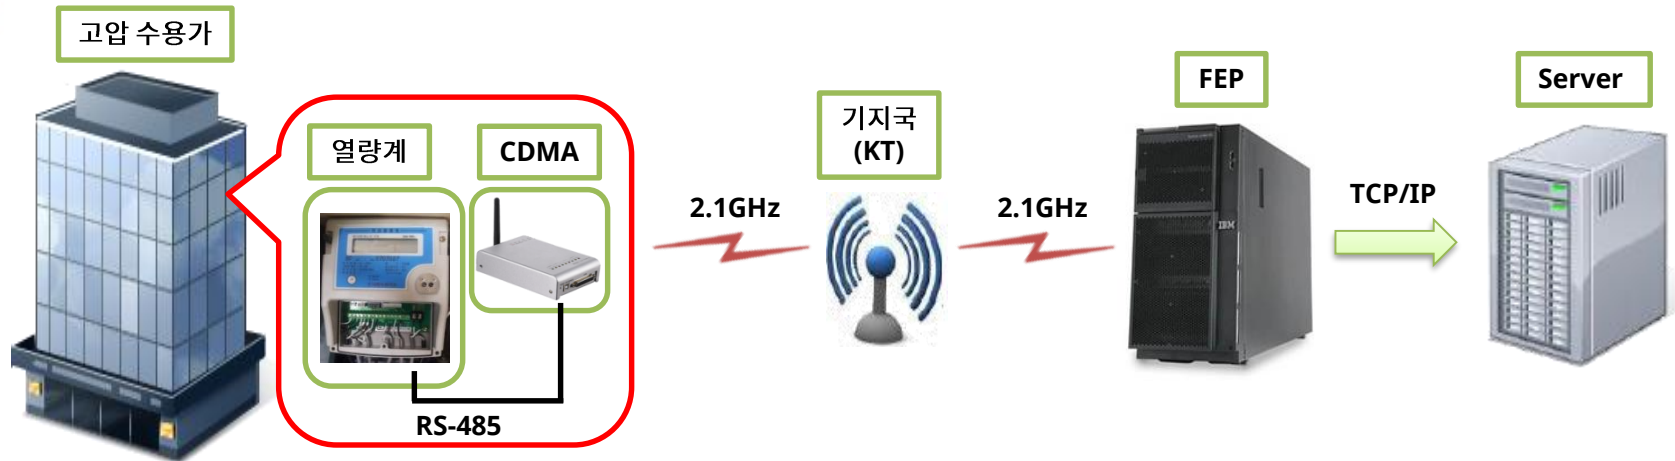 고압 수용가
열량계
CDMA
RS-485
2.1GHz
기지국
(KT)
2.1GHz
FEP
IBM
TCP/IP
Server